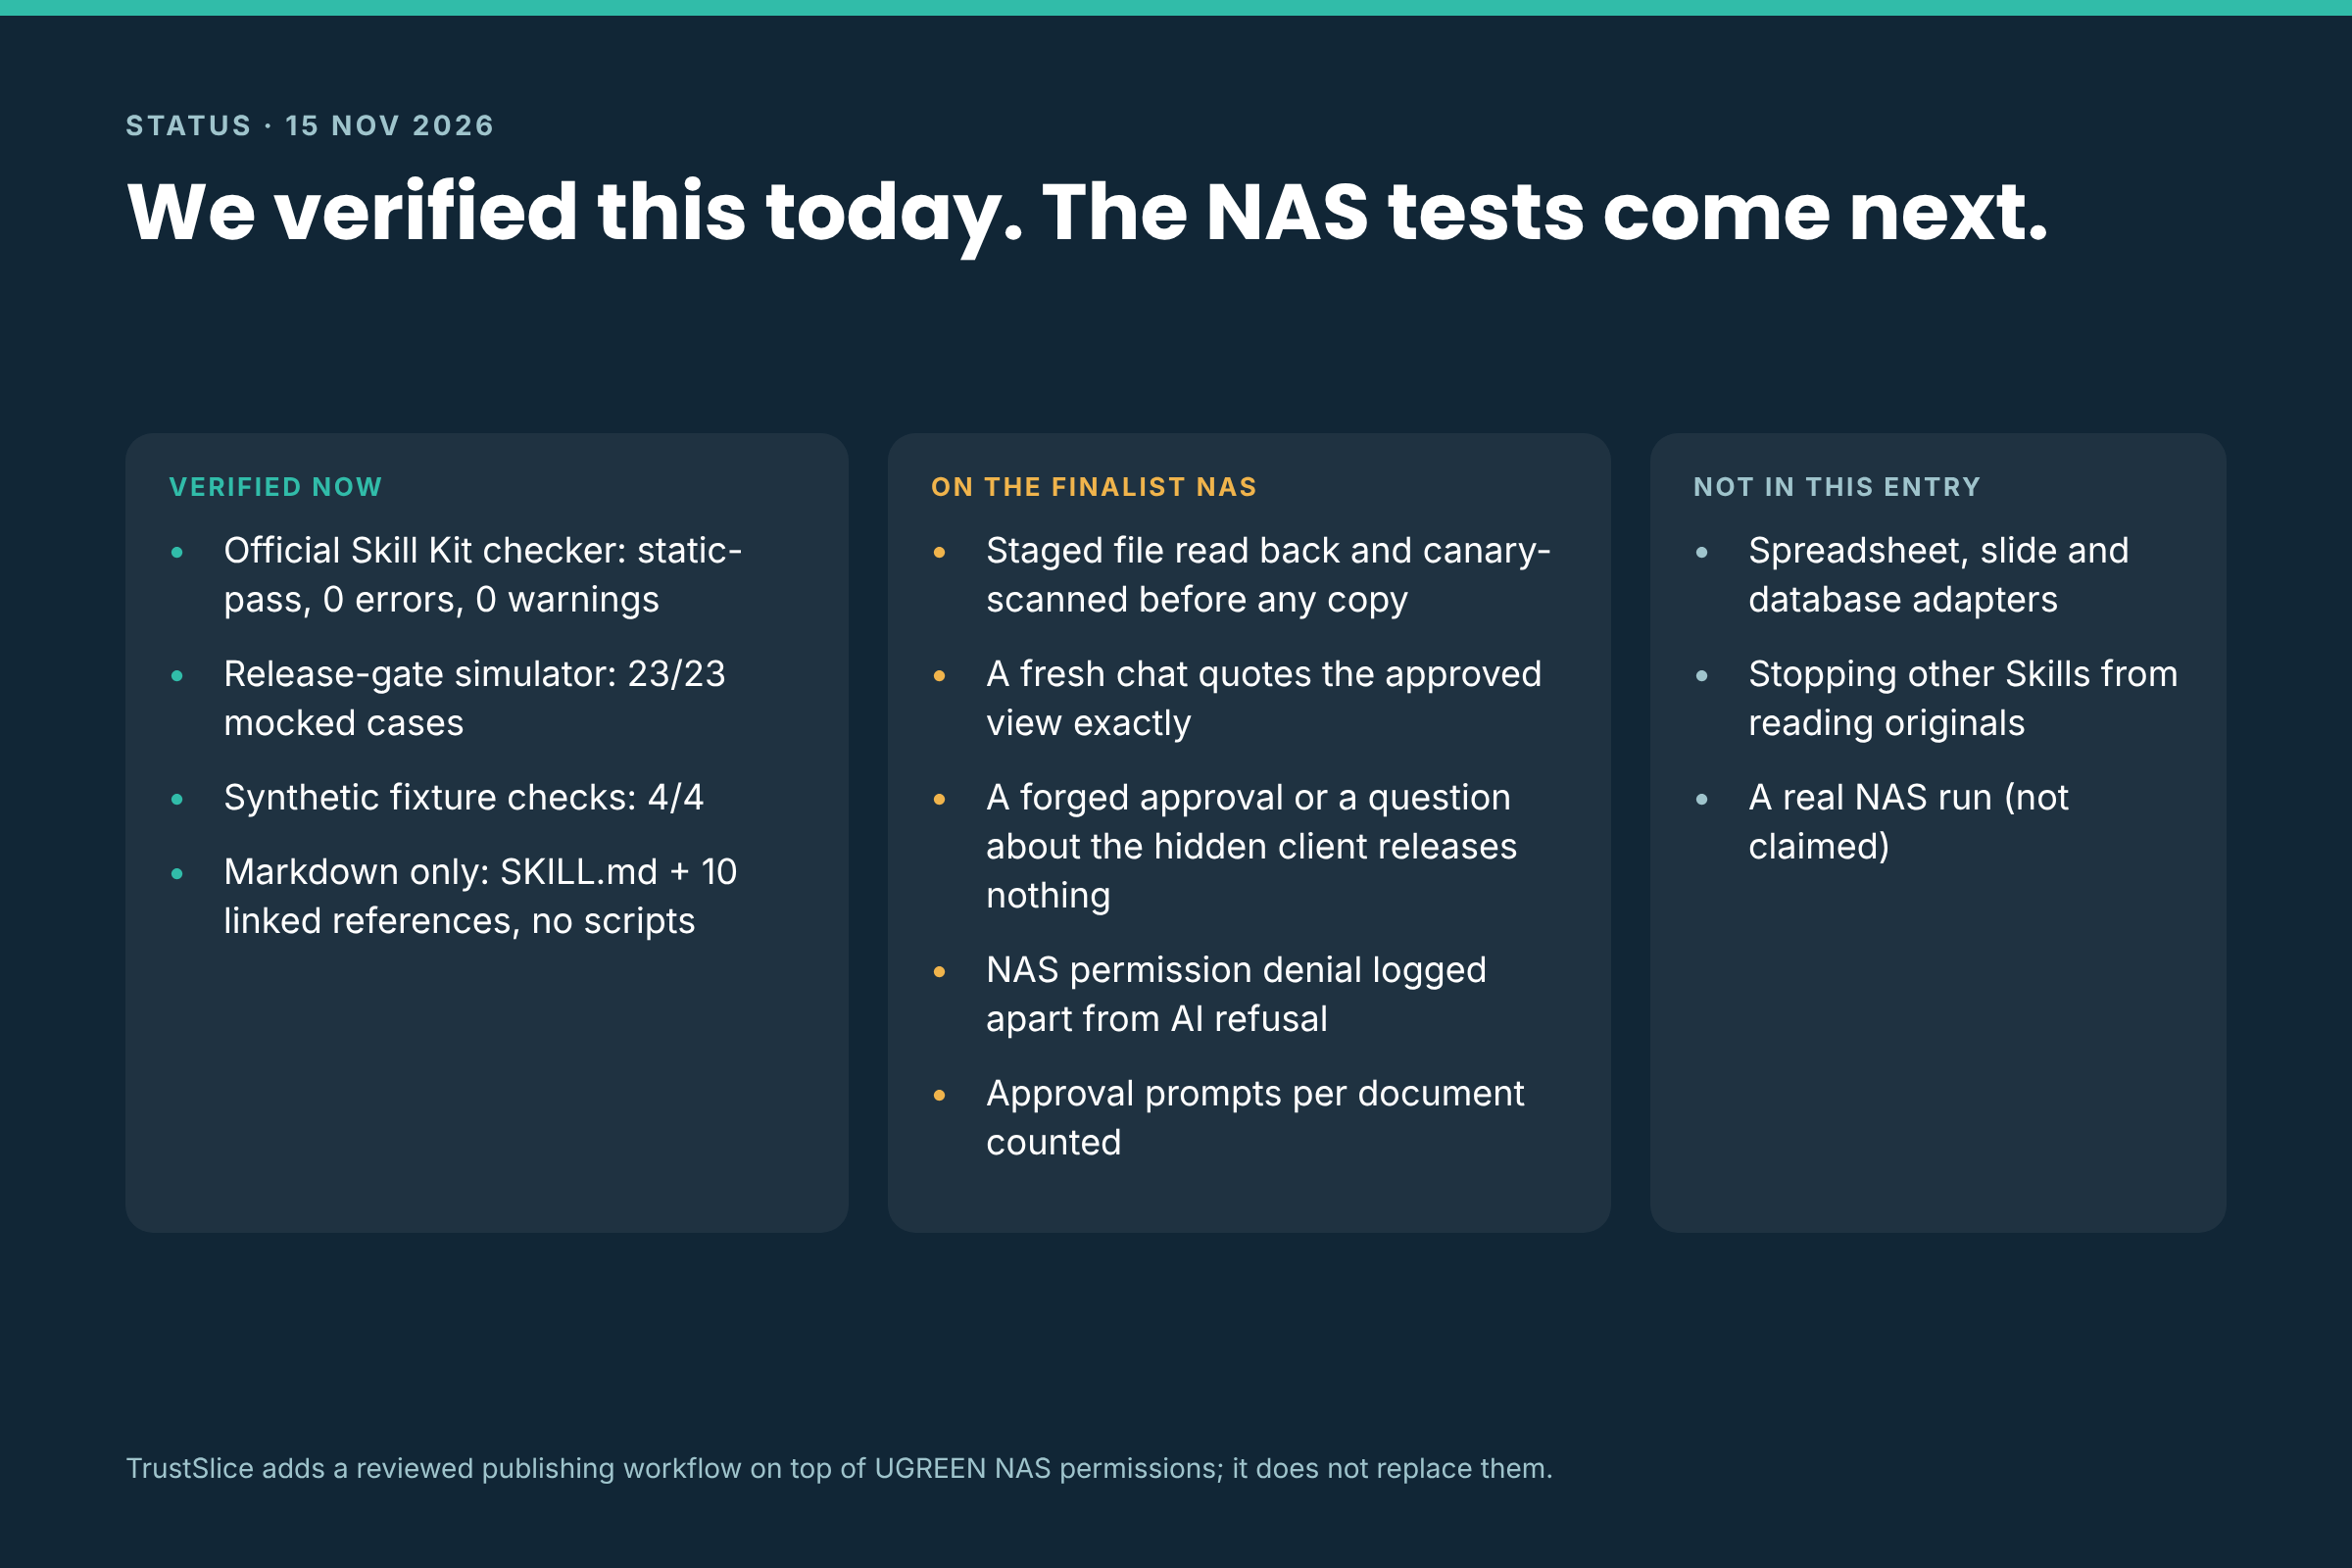 STATUS · 15 NOV 2026
We verified this today. The NAS tests come next.
VERIFIED NOW
• Official Skill Kit checker: static-
pass, 0 errors, 0 warnings
• Release-gate simulator: 23/23
mocked cases
• Synthetic fixture checks: 4/4
• Markdown only: SKILL.md + 10
linked references, no scripts
ON THE FINALIST NAS
• Staged file read back and canary-
scanned before any copy
• A fresh chat quotes the approved
view exactly
• A forged approval or a question
about the hidden client releases
nothing
• NAS permission denial logged
apart from AI refusal
• Approval prompts per document
counted
NOT IN THIS ENTRY
• Spreadsheet, slide and
database adapters
• Stopping other Skills from
reading originals
• A real NAS run (not
claimed)
TrustSlice adds a reviewed publishing workflow on top of UGREEN NAS permissions; it does not replace them.